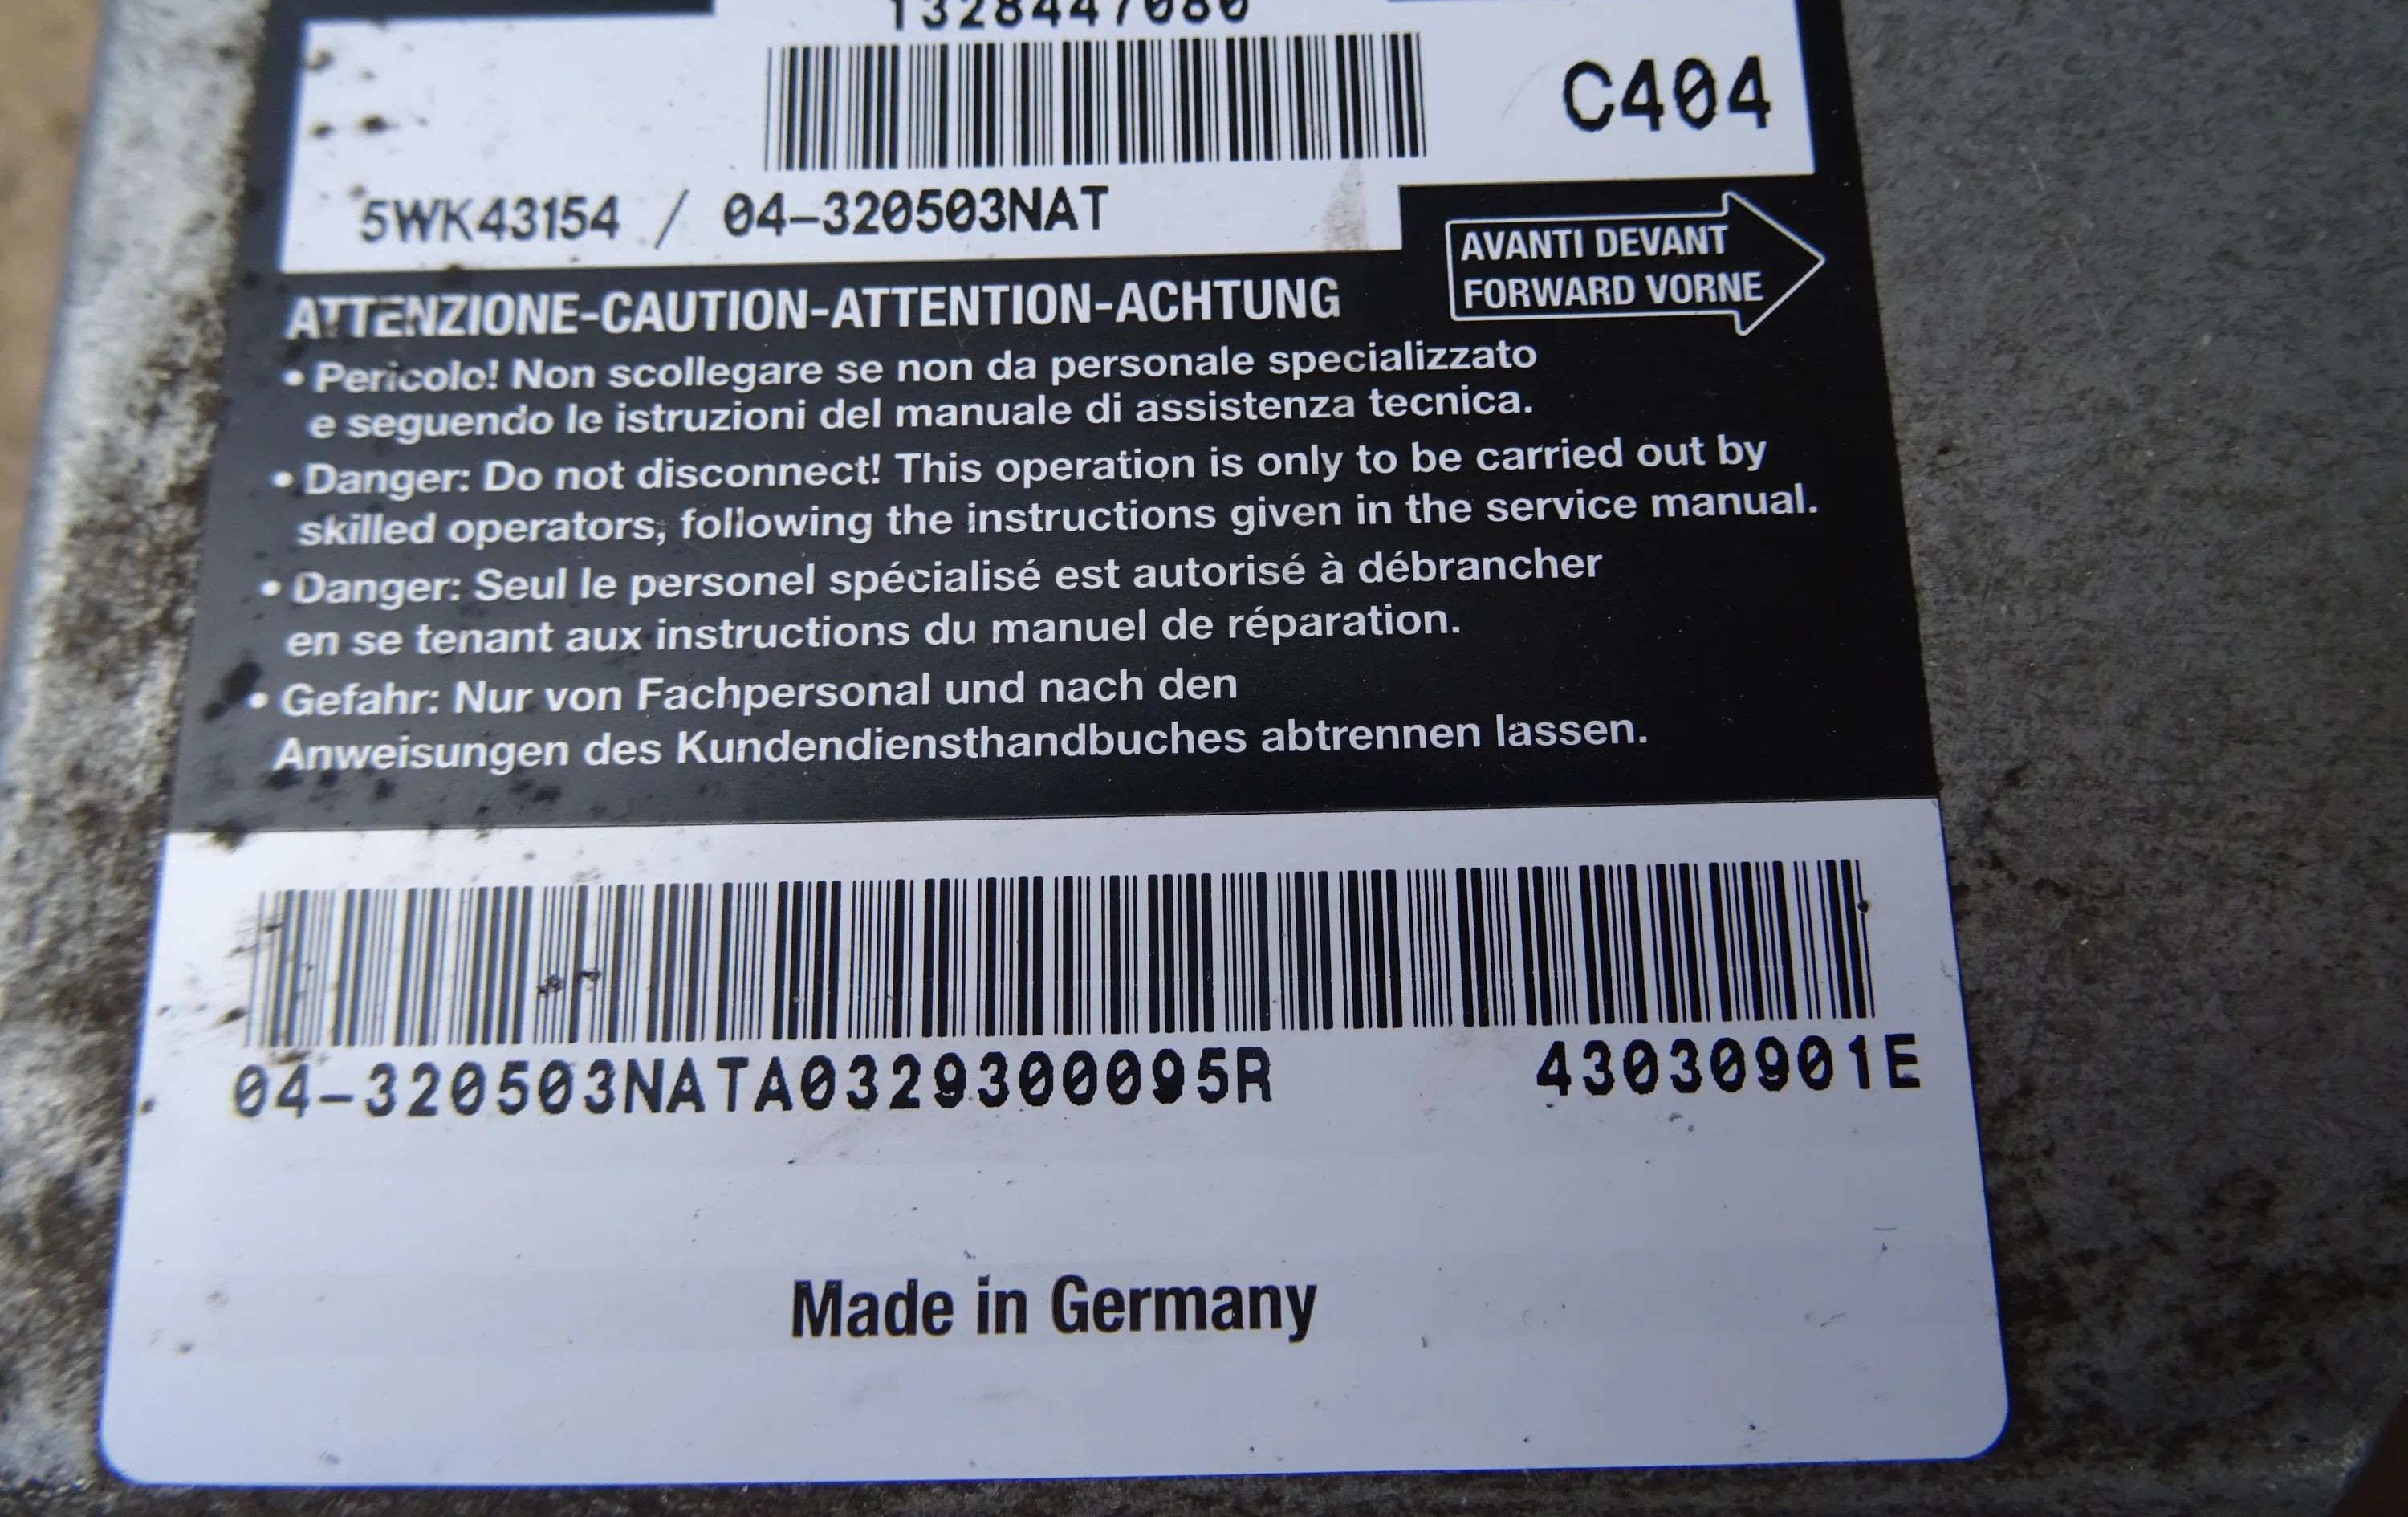 1328447080
C404
5WK43154 / 04-320503NAT
AVANTI DEVANT
FORWARD VORNE
ATTENZIONE-CAUTION-ATTENTION-ACHTUNG
• Pericolo! Non scollegare se non da personale specializzato
e seguendo le istruzioni del manuale di assistenza tecnica.
• Danger: Do not disconnect! This operation is only to be carried out by
skilled operators, following the instructions given in the service manual.
• Danger: Seul le personel spécialisé est autorisé à débrancher
en se tenant aux instructions du manuel de réparation.
• Gefahr: Nur von Fachpersonal und nach den
Anweisungen des Kundendiensthandbuches abtrennen lassen.
04-320503NATA0329300095R 43030901E
Made in Germany